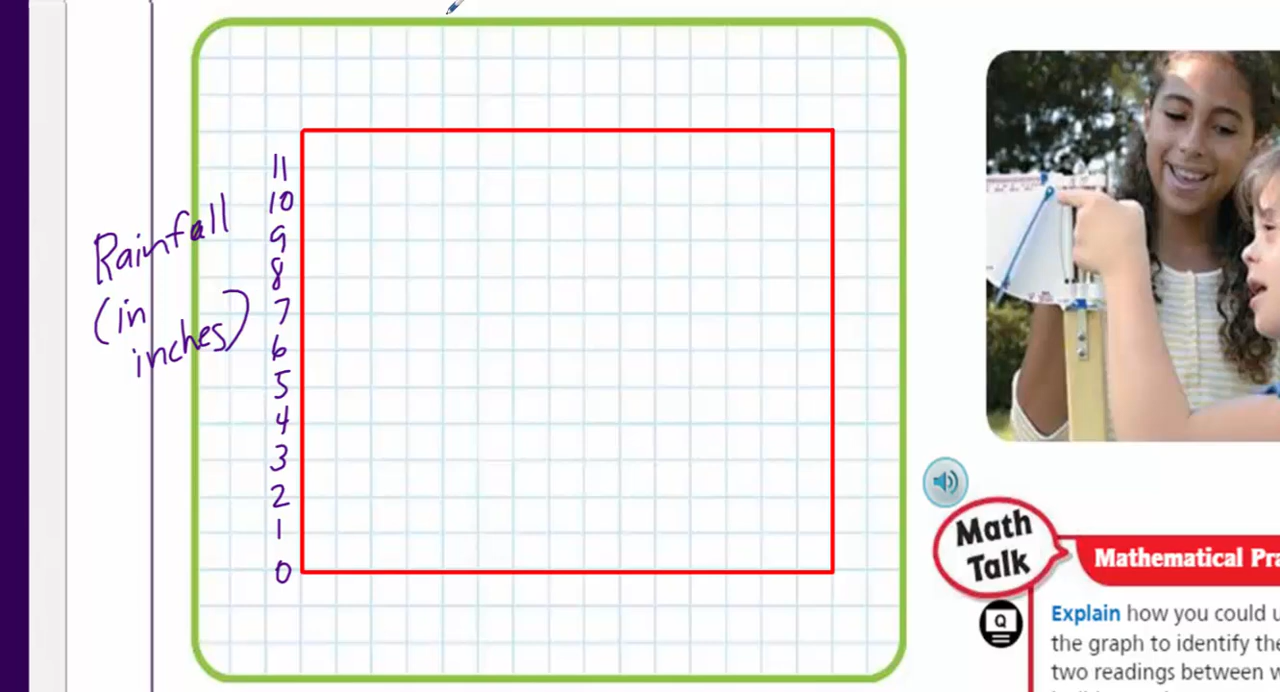 11
10
9
8
7
6
5
4
3
2
1
0
Rainfall
(in
inches)
Math
Talk
Mathematical Pra
Q
Explain how you could u
the graph to identify the
two readings between w